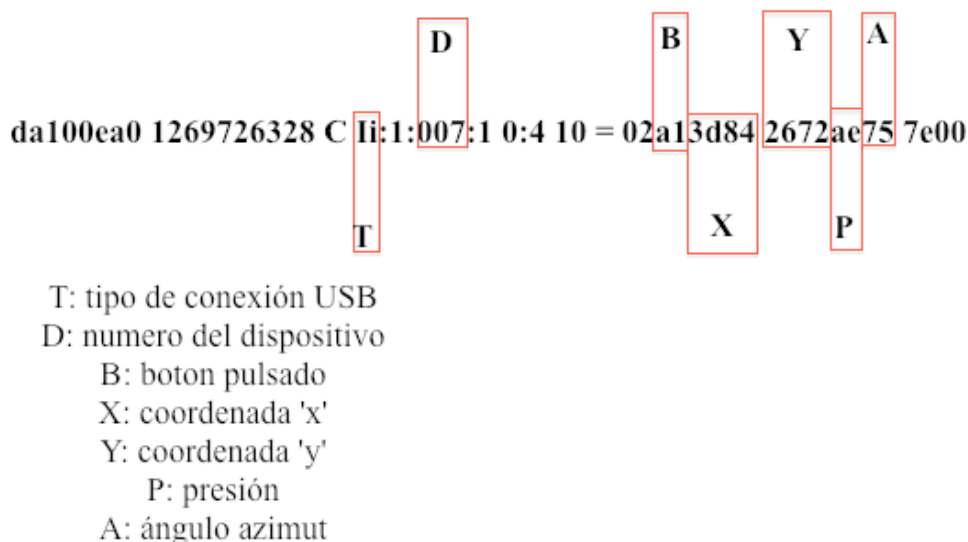 D B Y A
da100ea0 1269726328 C Ii:1:007:1 0:4 10 = 02a13d84 2672ae75 7e00
T X P
T: tipo de conexión USB
D: numero del dispositivo
B: boton pulsado
X: coordenada 'x'
Y: coordenada 'y'
P: presión
A: ángulo azimut